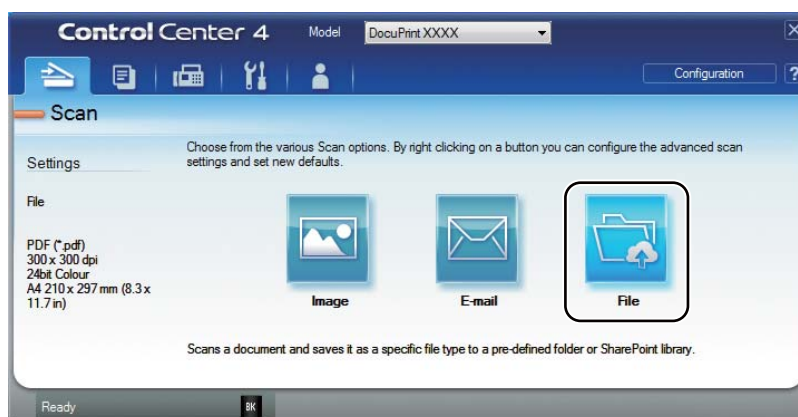 Control Center 4 Model DocuPrint XXXX
Configuration ?
Scan
Choose from the various Scan options. By right clicking on a button you can configure the advanced scan
settings and set new defaults.
Settings
File
PDF (*.pdf)
300 x 300 dpi
24bit Colour
A4 210 x 297 mm (8.3 x
11.7 in)
Image E-mail File
Scans a document and saves it as a specific file type to a pre-defined folder or SharePoint library.
Ready BK